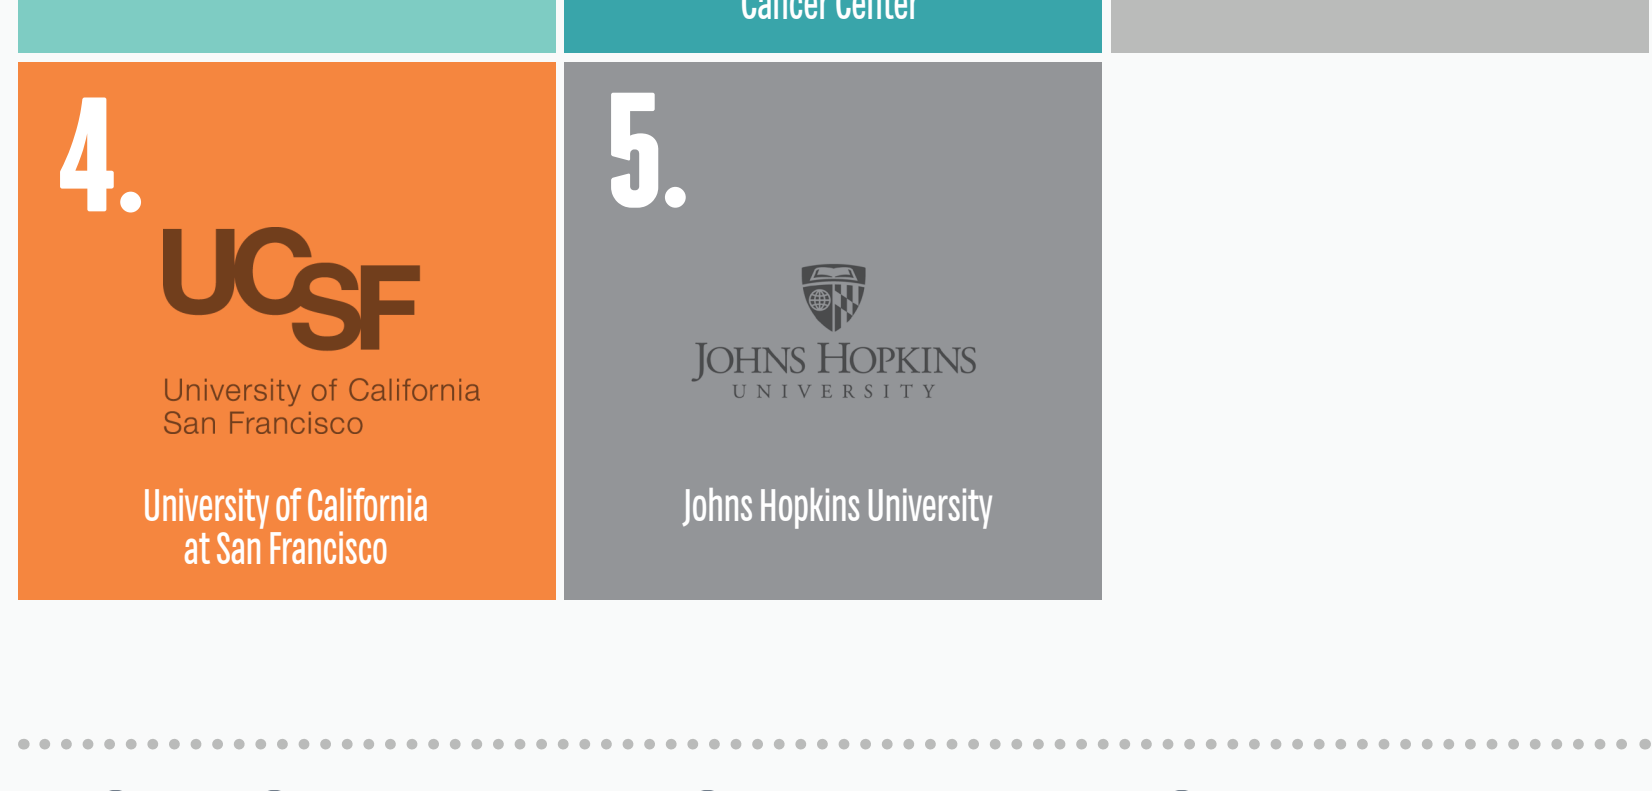 Cancer Center
4.
UCSF
University of California
San Francisco
University of California
at San Francisco
5.
JOHNS HOPKINS
UNIVERSITY
Johns Hopkins University